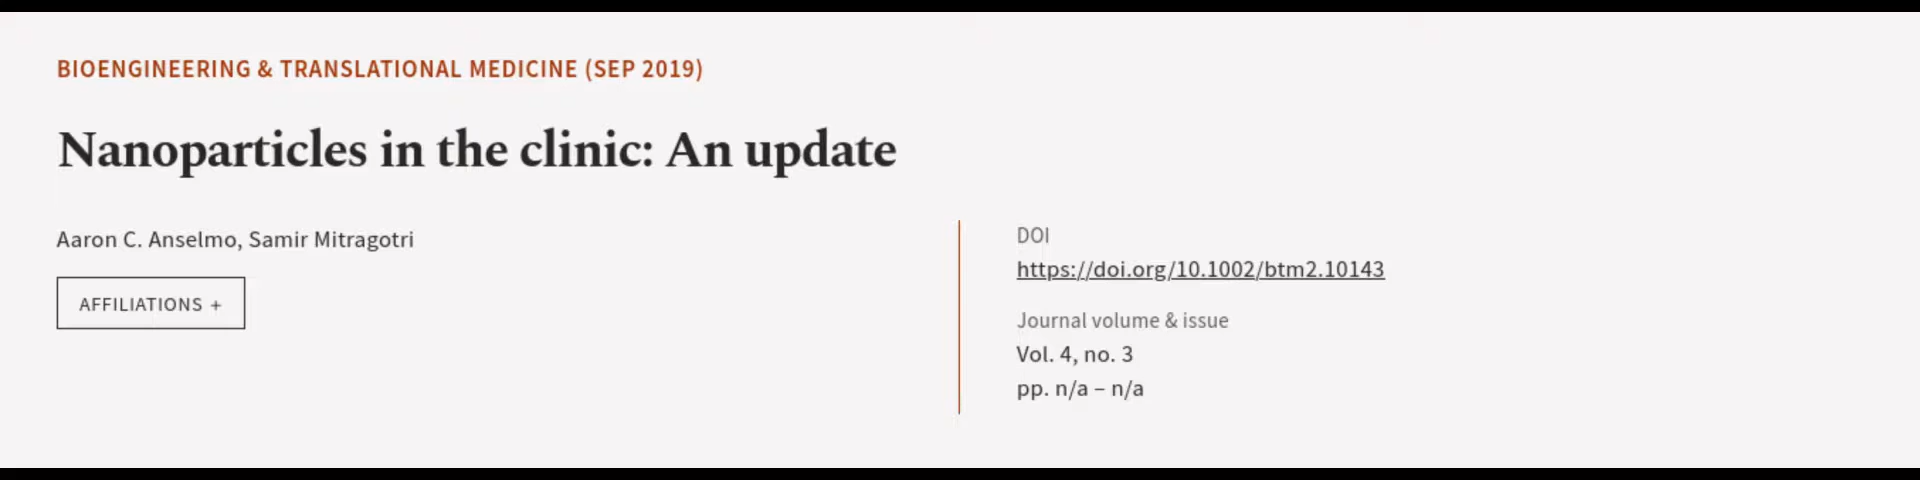 BIOENGINEERING & TRANSLATIONAL MEDICINE (SEP 2019)
Nanoparticles in the clinic: An update
Aaron C. Anselmo, Samir Mitragotri
AFFILIATIONS +
DOI
https://doi.org/10.1002/btm2.10143
Journal volume & issue
Vol. 4, no. 3
pp. n/a – n/a